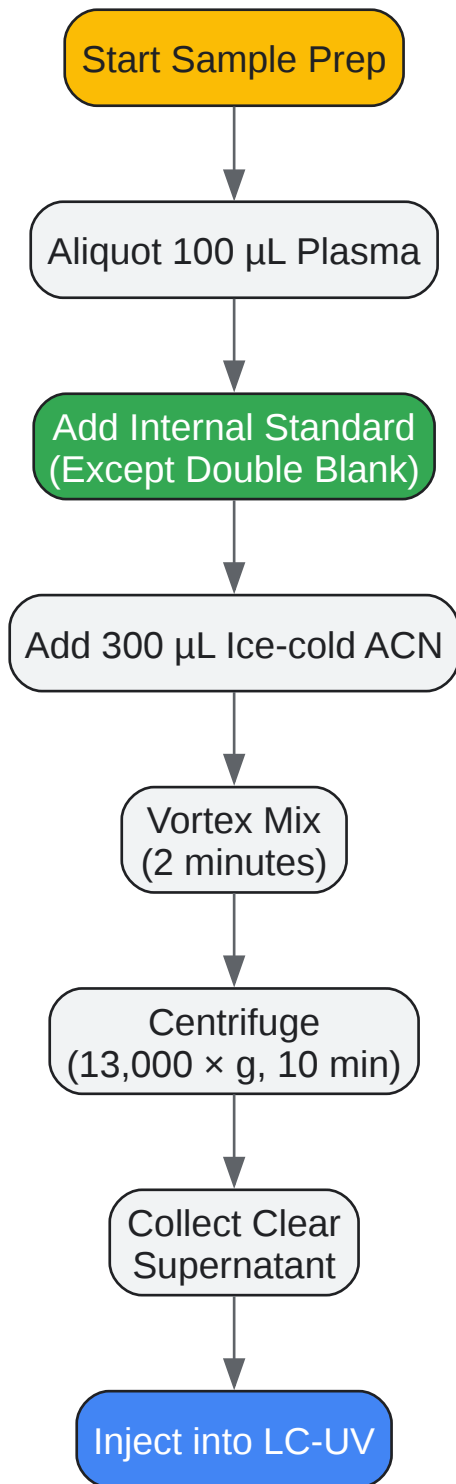 Start Sample Prep
Aliquot 100 µL Plasma
Add Internal Standard
(Except Double Blank)
Add 300 µL Ice-cold ACN
Vortex Mix
(2 minutes)
Centrifuge
(13,000 × g, 10 min)
Collect Clear
Supernatant
Inject into LC-UV